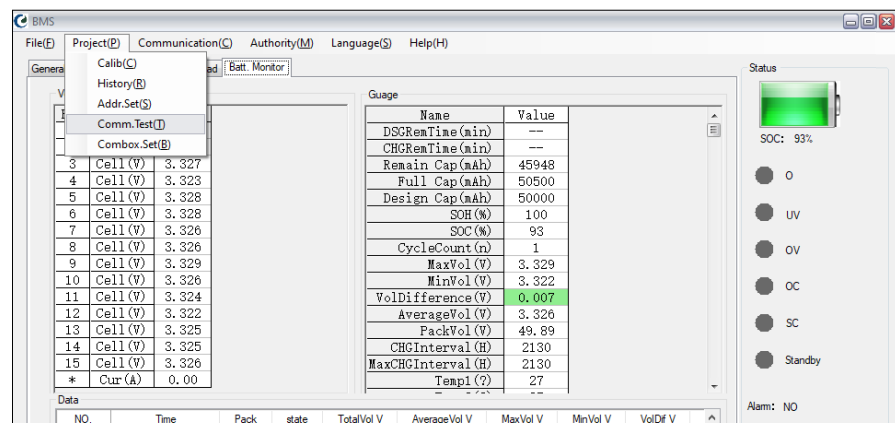 BMS
File(F) Project(P) Communication(C) Authority(M) Language(S) Help(H)
Calib(C)
History(R)
Addr.Set(S)
Comm.Test(T)
Combox.Set(B)
Batt. Monitor
3 Cell(V) 3.327
4 Cell(V) 3.323
5 Cell(V) 3.328
6 Cell(V) 3.328
7 Cell(V) 3.326
8 Cell(V) 3.326
9 Cell(V) 3.329
10 Cell(V) 3.326
11 Cell(V) 3.324
12 Cell(V) 3.322
13 Cell(V) 3.325
14 Cell(V) 3.325
15 Cell(V) 3.326
* Cur(A) 0.00
Guage
Name Value
DSGRemTime(min) --
CHGRemTime(min) --
Remain Cap(mAh) 45948
Full Cap(mAh) 50500
Design Cap(mAh) 50000
SOH(%) 100
SOC(%) 93
CycleCount(n) 1
MaxVol(V) 3.329
MinVol(V) 3.322
VolDifference(V) 0.007
AverageVol(V) 3.326
PackVol(V) 49.89
CHGInterval(H) 2130
MaxCHGInterval(H) 2130
Temp1(?) 27
Status
SOC: 93%
O
UV
OV
OC
SC
Standby
Alarm: NO
Data
NO. Time Pack state TotalVol V AverageVol V MaxVol V MinVol V VolDif V